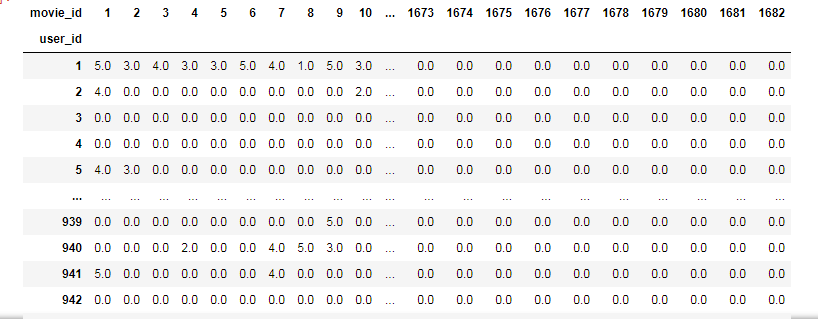 movie_id 1 2 3 4 5 6 7 8 9 10 ... 1673 1674 1675 1676 1677 1678 1679 1680 1681 1682
user_id
1 5.0 3.0 4.0 3.0 3.0 5.0 4.0 1.0 5.0 3.0 ... 0.0 0.0 0.0 0.0 0.0 0.0 0.0 0.0 0.0 0.0
2 4.0 0.0 0.0 0.0 0.0 0.0 0.0 0.0 0.0 2.0 ... 0.0 0.0 0.0 0.0 0.0 0.0 0.0 0.0 0.0 0.0
3 0.0 0.0 0.0 0.0 0.0 0.0 0.0 0.0 0.0 0.0 ... 0.0 0.0 0.0 0.0 0.0 0.0 0.0 0.0 0.0 0.0
4 0.0 0.0 0.0 0.0 0.0 0.0 0.0 0.0 0.0 0.0 ... 0.0 0.0 0.0 0.0 0.0 0.0 0.0 0.0 0.0 0.0
5 4.0 3.0 0.0 0.0 0.0 0.0 0.0 0.0 0.0 0.0 ... 0.0 0.0 0.0 0.0 0.0 0.0 0.0 0.0 0.0 0.0
... ... ... ... ... ... ... ... ... ... ... ... ... ... ... ... ... ... ... ... ... ...
939 0.0 0.0 0.0 0.0 0.0 0.0 0.0 0.0 5.0 0.0 ... 0.0 0.0 0.0 0.0 0.0 0.0 0.0 0.0 0.0 0.0
940 0.0 0.0 0.0 2.0 0.0 0.0 4.0 5.0 3.0 0.0 ... 0.0 0.0 0.0 0.0 0.0 0.0 0.0 0.0 0.0 0.0
941 5.0 0.0 0.0 0.0 0.0 0.0 4.0 0.0 0.0 0.0 ... 0.0 0.0 0.0 0.0 0.0 0.0 0.0 0.0 0.0 0.0
942 0.0 0.0 0.0 0.0 0.0 0.0 0.0 0.0 0.0 0.0 ... 0.0 0.0 0.0 0.0 0.0 0.0 0.0 0.0 0.0 0.0